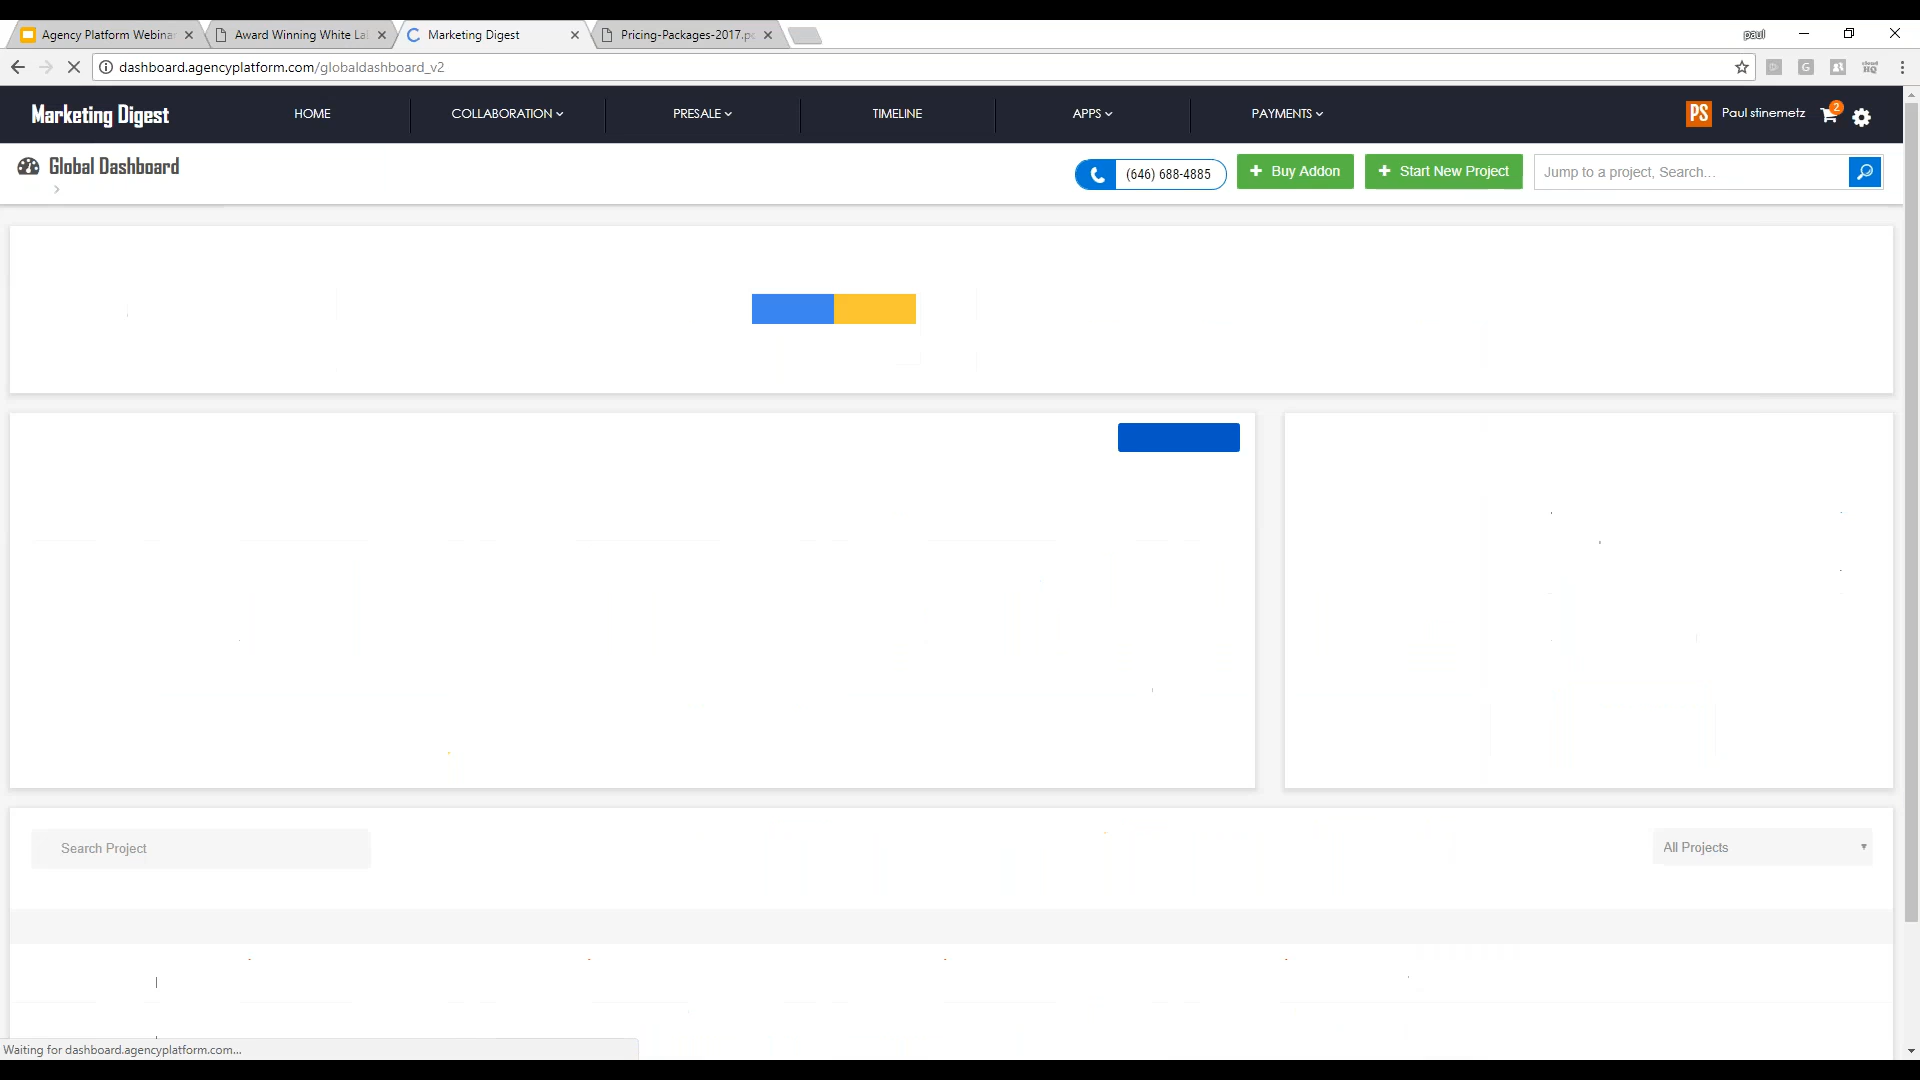 Agency Platform Webina
Award Winning White La
Marketing Digest
Pricing-Packages-2017.p
paul
dashboard.agencyplatform.com/globaldashboard_v2
Marketing Digest
HOME
COLLABORATION
PRESALE
TIMELINE
APPS
PAYMENTS
PS
Paul stinemetz
2
Global Dashboard
(646) 688-4885
+ Buy Addon
+ Start New Project
Jump to a project, Search...
Search Project
All Projects
Waiting for dashboard.agencyplatform.com...